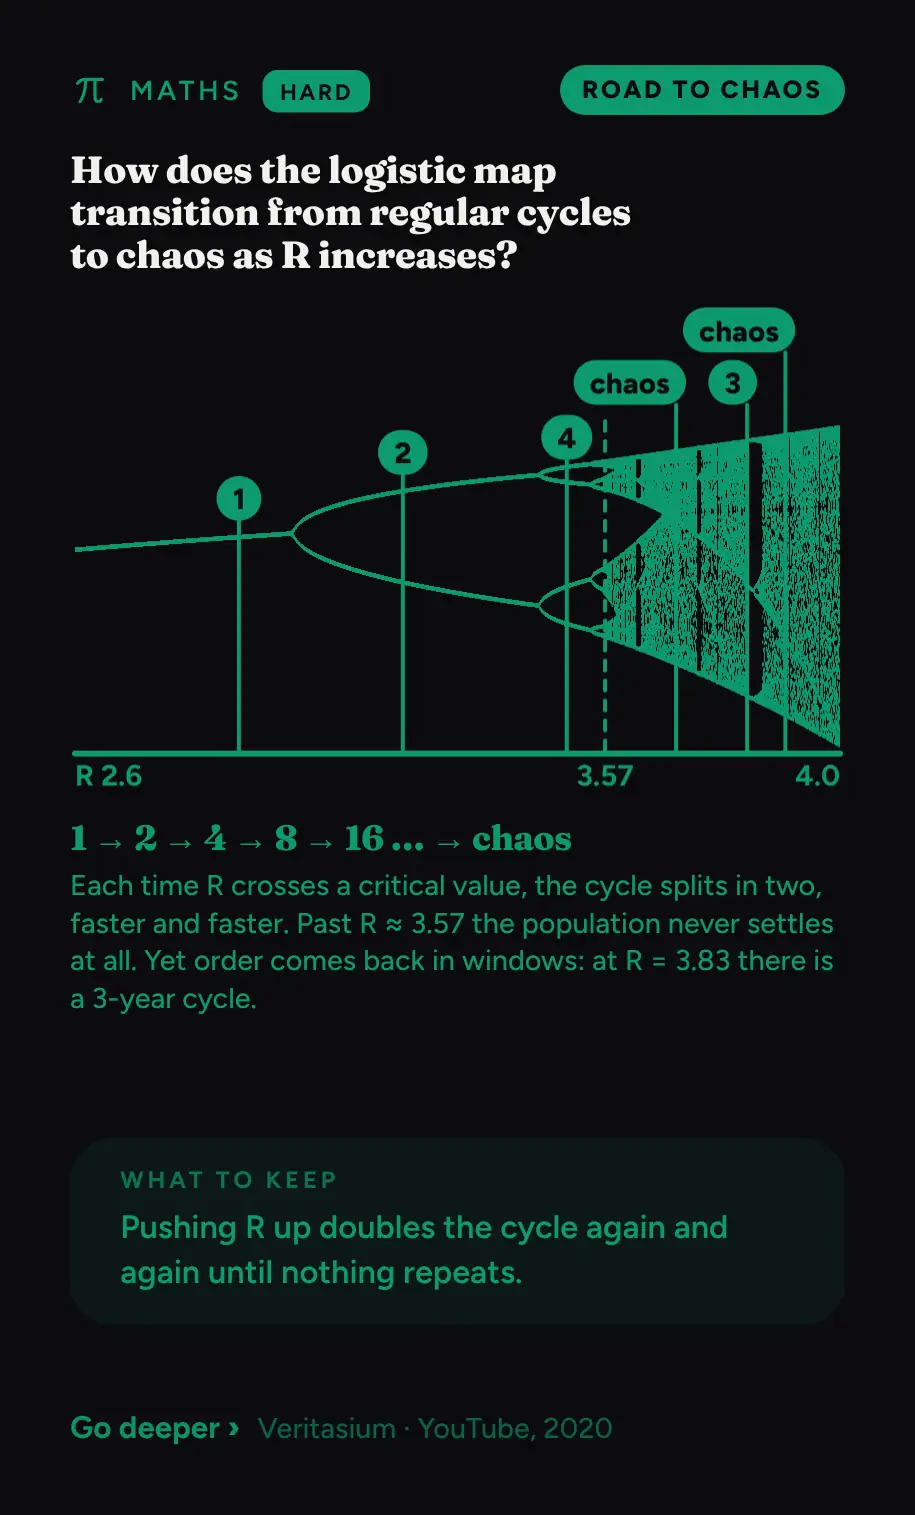 π MATHS HARD ROAD TO CHAOS
How does the logistic map
transition from regular cycles
to chaos as R increases?
chaos
chaos 3
4
2
1
R 2.6 3.57 4.0
1 → 2 → 4 → 8 → 16 … → chaos
Each time R crosses a critical value, the cycle splits in two,
faster and faster. Past R ≈ 3.57 the population never settles
at all. Yet order comes back in windows: at R = 3.83 there is
a 3-year cycle.
WHAT TO KEEP
Pushing R up doubles the cycle again and
again until nothing repeats.
Go deeper › Veritasium · YouTube, 2020